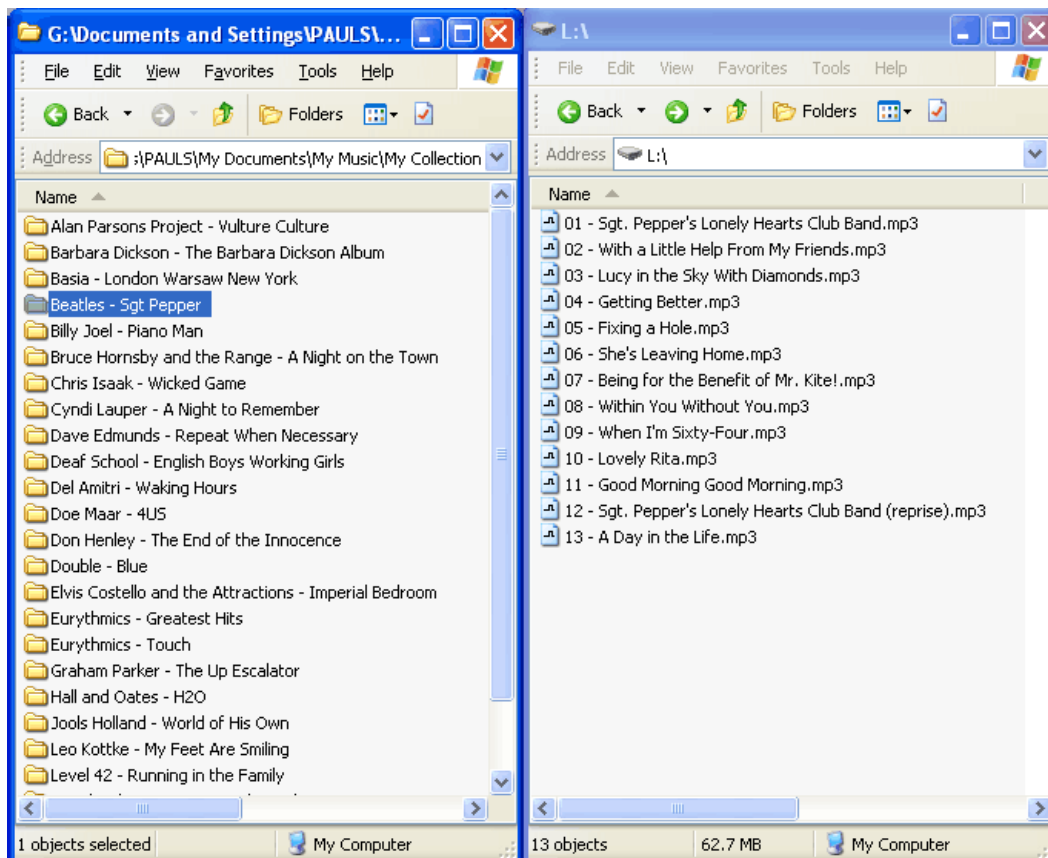 G:\Documents and Settings\PAULS\...
File Edit View Favorites Tools Help
Back Folders
Address ;\PAULS\My Documents\My Music\My Collection
Name
Alan Parsons Project - Vulture Culture
Barbara Dickson - The Barbara Dickson Album
Basia - London Warsaw New York
Beatles - Sgt Pepper
Billy Joel - Piano Man
Bruce Hornsby and the Range - A Night on the Town
Chris Isaak - Wicked Game
Cyndi Lauper - A Night to Remember
Dave Edmunds - Repeat When Necessary
Deaf School - English Boys Working Girls
Del Amitri - Waking Hours
Doe Maar - 4US
Don Henley - The End of the Innocence
Double - Blue
Elvis Costello and the Attractions - Imperial Bedroom
Eurythmics - Greatest Hits
Eurythmics - Touch
Graham Parker - The Up Escalator
Hall and Oates - H2O
Jools Holland - World of His Own
Leo Kottke - My Feet Are Smiling
Level 42 - Running in the Family
1 objects selected My Computer
L:\
File Edit View Favorites Tools Help
Back Folders
Address L:\
Name
01 - Sgt. Pepper's Lonely Hearts Club Band.mp3
02 - With a Little Help From My Friends.mp3
03 - Lucy in the Sky With Diamonds.mp3
04 - Getting Better.mp3
05 - Fixing a Hole.mp3
06 - She's Leaving Home.mp3
07 - Being for the Benefit of Mr. Kite!.mp3
08 - Within You Without You.mp3
09 - When I'm Sixty-Four.mp3
10 - Lovely Rita.mp3
11 - Good Morning Good Morning.mp3
12 - Sgt. Pepper's Lonely Hearts Club Band (reprise).mp3
13 - A Day in the Life.mp3
13 objects 62.7 MB My Computer